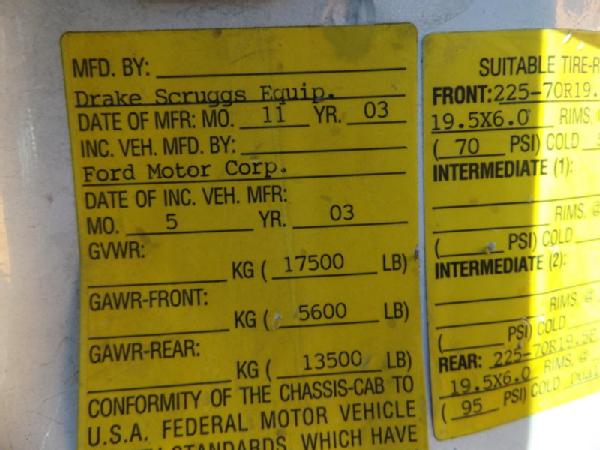 MFD. BY:
Drake Scruggs Equip.
DATE OF MFR: MO. 11 YR. 03
INC. VEH. MFD. BY:
Ford Motor Corp.
DATE OF INC. VEH. MFR:
MO. 5 YR. 03
GVWR:
KG ( 17500 LB)
GAWR-FRONT:
KG ( 5600 LB)
GAWR-REAR:
KG ( 13500 LB)
CONFORMITY OF THE CHASSIS-CAB TO
U.S.A. FEDERAL MOTOR VEHICLE
STANDARDS, WHICH HAVE
SUITABLE TIRE-R
FRONT: 225-70R19.
19.5X6.0 RIMS,
( 70 PSI) COLD
INTERMEDIATE (1):
RIMS, @
( PSI) COLD
INTERMEDIATE (2):
RIMS, @
( PSI) COLD
REAR: 225-70R19.5
19.5X6.0 RIMS, @
( 95 PSI) COLD